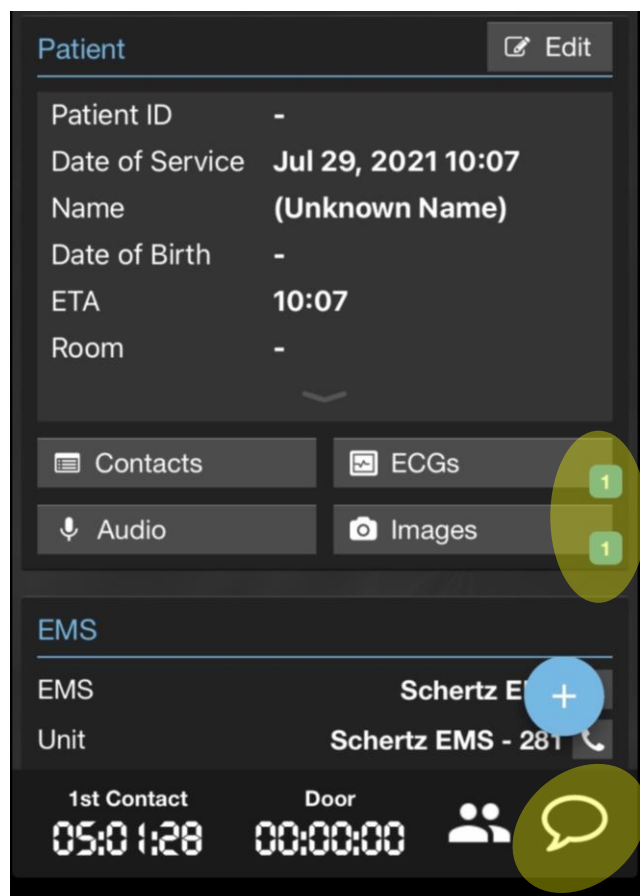 Patient Edit
Patient ID -
Date of Service Jul 29, 2021 10:07
Name (Unknown Name)
Date of Birth -
ETA 10:07
Room -
Contacts ECGs 1
Audio Images 1
EMS
EMS Schertz +
Unit Schertz EMS - 281
1st Contact Door
05:01:28 00:00:00